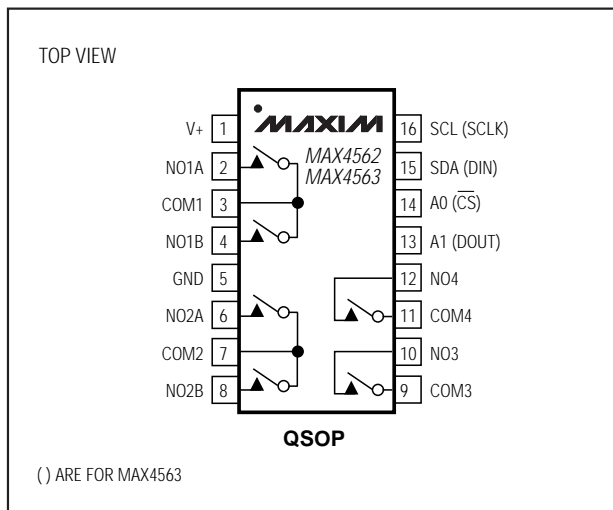 TOP VIEW
MAXIM
MAX4562
MAX4563
V+ 1
NO1A 2
COM1 3
NO1B 4
GND 5
NO2A 6
COM2 7
NO2B 8
16 SCL (SCLK)
15 SDA (DIN)
14 A0 (C̅S̅)
13 A1 (DOUT)
12 NO4
11 COM4
10 NO3
9 COM3
QSOP
( ) ARE FOR MAX4563